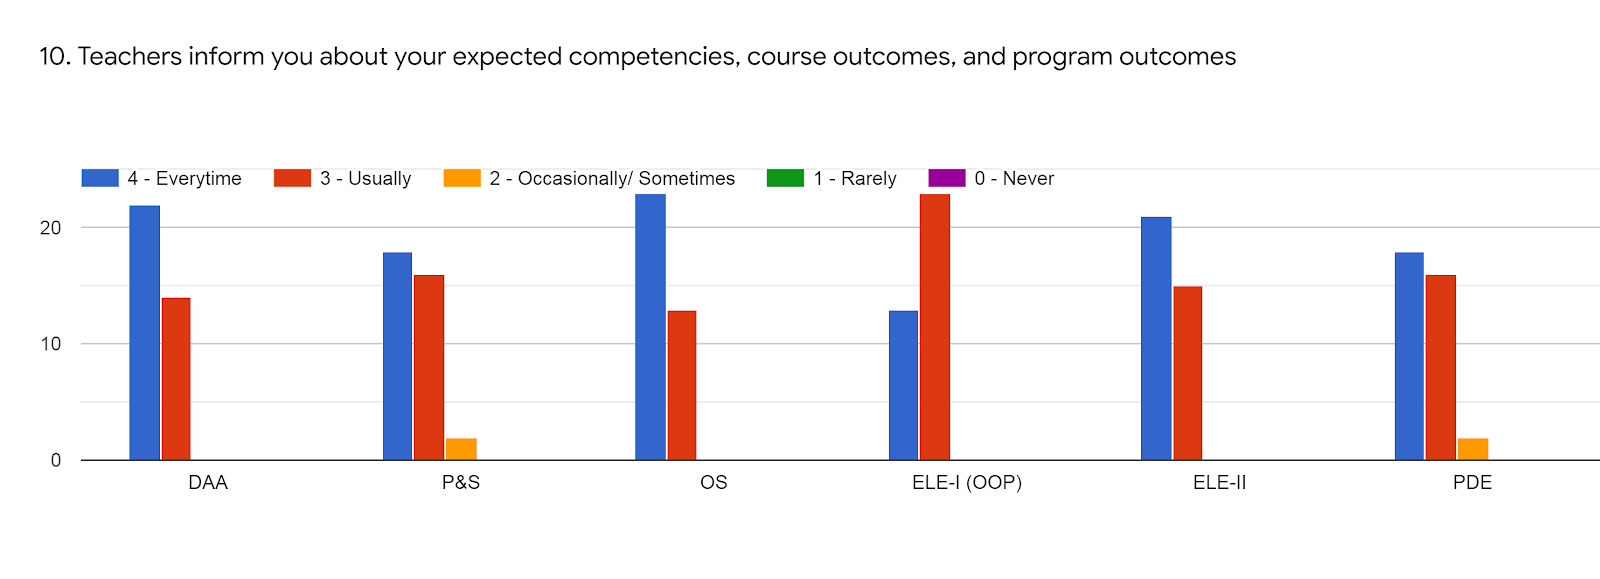 10. Teachers inform you about your expected competencies, course outcomes, and program outcomes
4 - Everytime 3 - Usually 2 - Occasionally/ Sometimes 1 - Rarely 0 - Never
20
10
0
DAA P&S OS ELE-I (OOP) ELE-II PDE